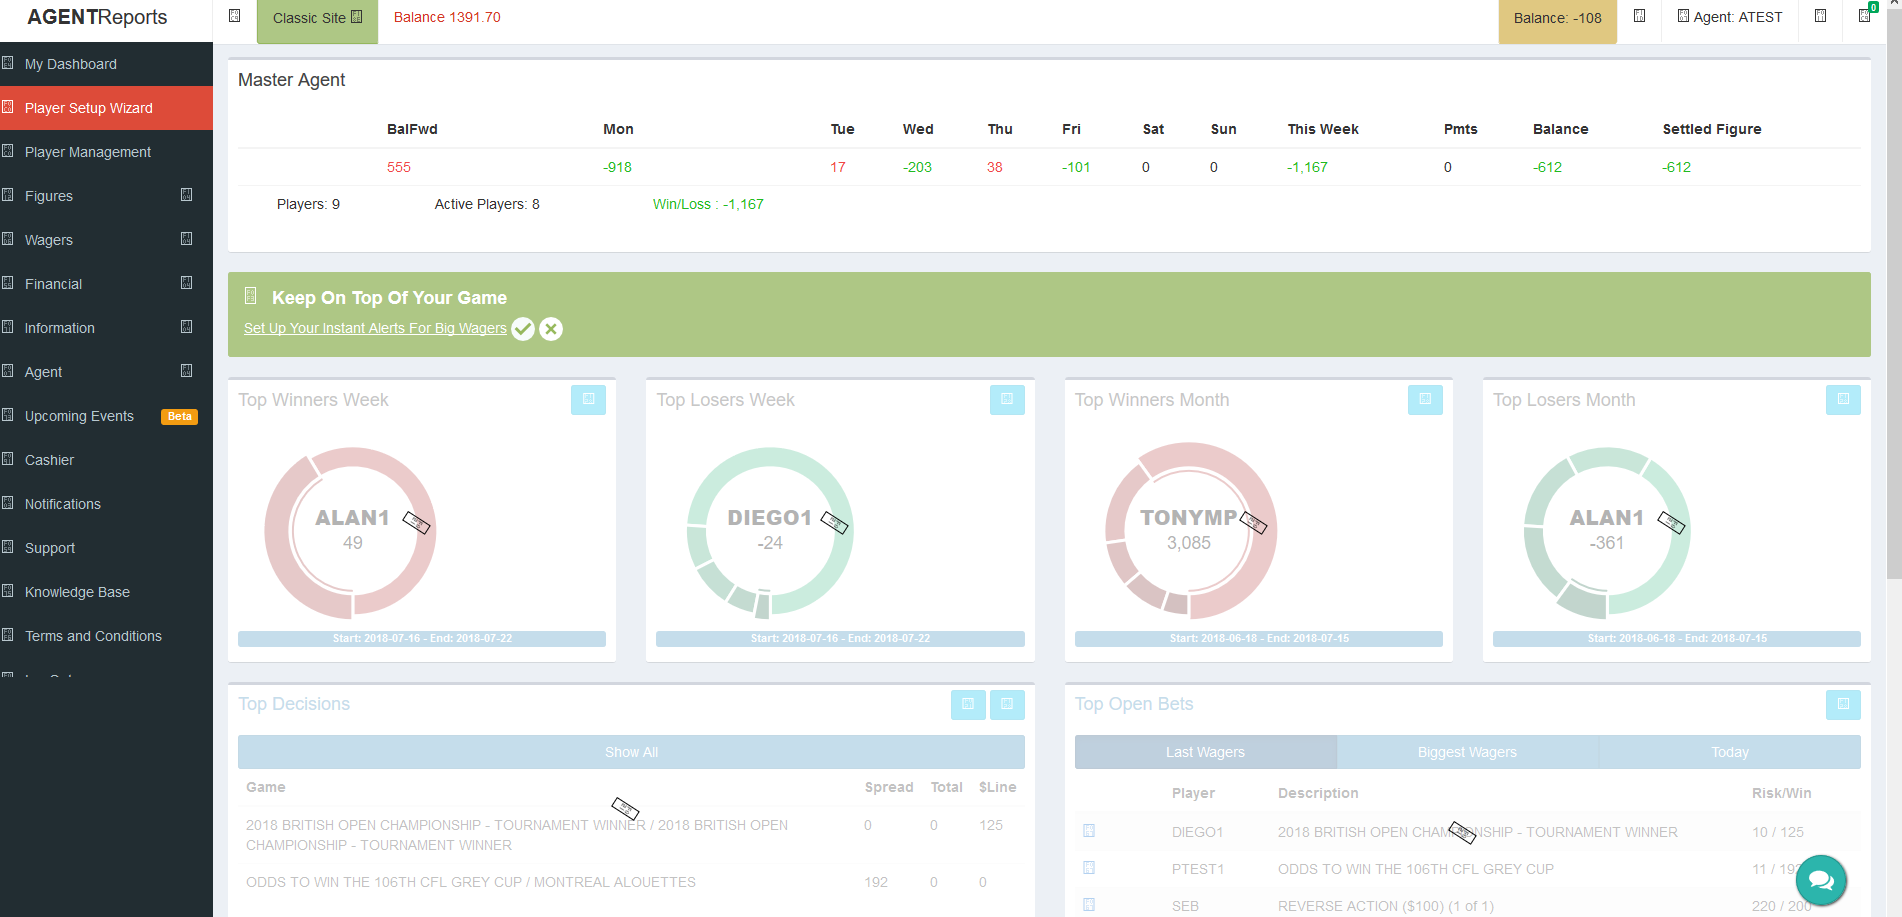 AGENTReports
Classic Site
Balance 1391.70
Balance: -108
Agent: ATEST
0
My Dashboard
Player Setup Wizard
Player Management
Figures
Wagers
Financial
Information
Agent
Upcoming Events Beta
Cashier
Notifications
Support
Knowledge Base
Terms and Conditions
Master Agent
BalFwd Mon Tue Wed Thu Fri Sat Sun This Week Pmts Balance Settled Figure
555 -918 17 -203 38 -101 0 0 -1,167 0 -612 -612
Players: 9 Active Players: 8 Win/Loss : -1,167
Keep On Top Of Your Game
Set Up Your Instant Alerts For Big Wagers
Top Winners Week
ALAN1
49
Start: 2018-07-16 - End: 2018-07-22
Top Losers Week
DIEGO1
-24
Start: 2018-07-16 - End: 2018-07-22
Top Winners Month
TONYMP
3,085
Start: 2018-06-18 - End: 2018-07-15
Top Losers Month
ALAN1
-361
Start: 2018-06-18 - End: 2018-07-15
Top Decisions
Show All
Game Spread Total $Line
2018 BRITISH OPEN CHAMPIONSHIP - TOURNAMENT WINNER / 2018 BRITISH OPEN 0 0 125
CHAMPIONSHIP - TOURNAMENT WINNER
ODDS TO WIN THE 106TH CFL GREY CUP / MONTREAL ALOUETTES 192 0 0
Top Open Bets
Last Wagers Biggest Wagers Today
Player Description Risk/Win
DIEGO1 2018 BRITISH OPEN CHAMPIONSHIP - TOURNAMENT WINNER 10 / 125
PTEST1 ODDS TO WIN THE 106TH CFL GREY CUP 11 /
SEB REVERSE ACTION ($100) (1 of 1) 220 / 200